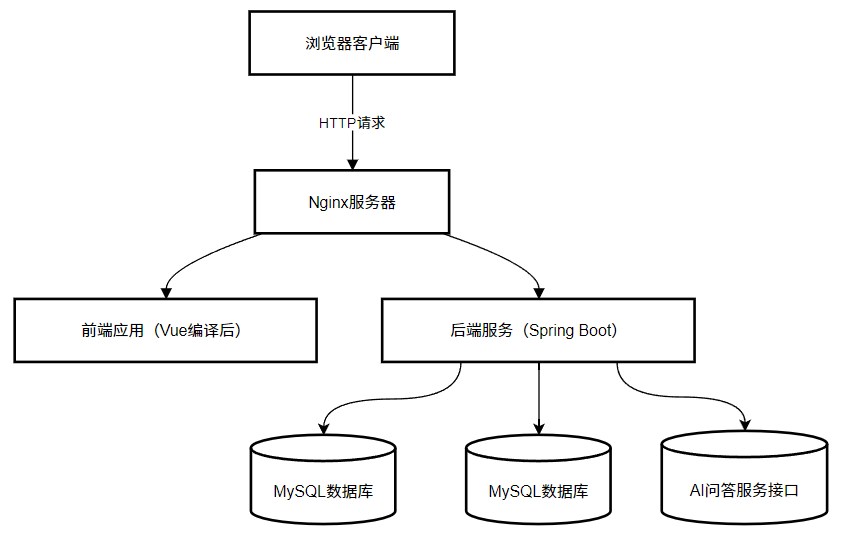 浏览器客户端
HTTP请求
Nginx服务器
前端应用（Vue编译后）
后端服务（Spring Boot）
MySQL数据库
MySQL数据库
AI问答服务接口